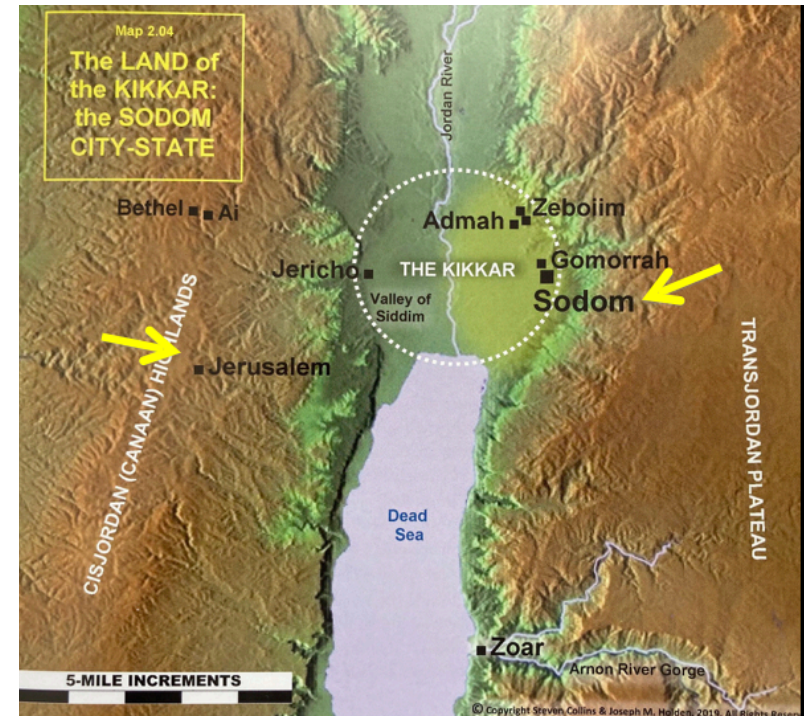 Map 2.04
The LAND of
the KIKKAR:
the SODOM
CITY-STATE
Jordan River
Bethel
Ai
Zeboiim
Admah
Jericho
THE KIKKAR
Gomorrah
Valley of
Siddim
Sodom
Jerusalem
CISJORDAN (CANAAN) HIGHLANDS
TRANSJORDAN PLATEAU
Dead
Sea
Zoar
Arnon River Gorge
5-MILE INCREMENTS
© Copyright Steven Collins & Joseph M. Holden, 2019. All Rights